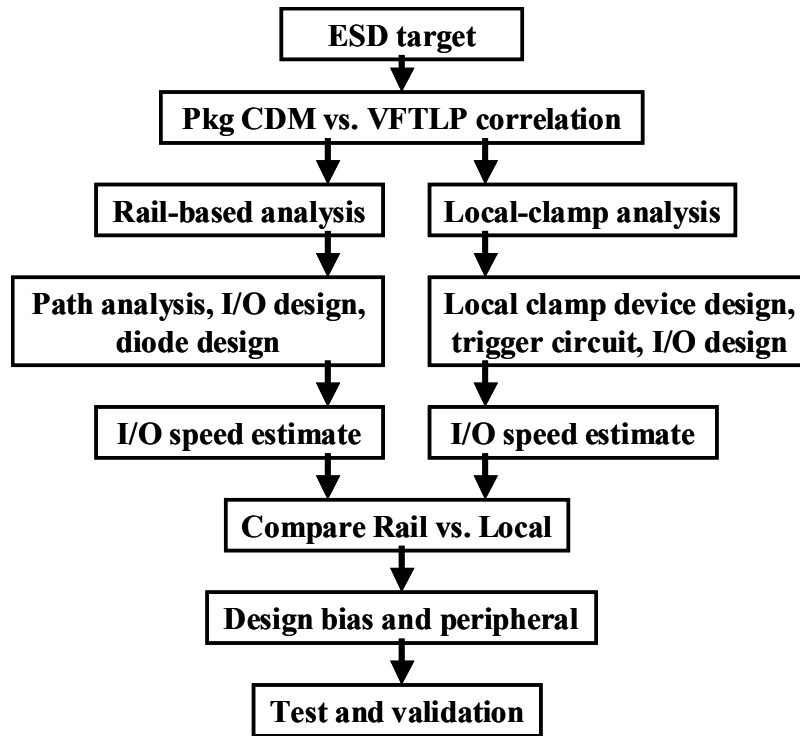 ESD target
Pkg CDM vs. VFTLP correlation
Rail-based analysis
Local-clamp analysis
Path analysis, I/O design,
diode design
Local clamp device design,
trigger circuit, I/O design
I/O speed estimate
I/O speed estimate
Compare Rail vs. Local
Design bias and peripheral
Test and validation